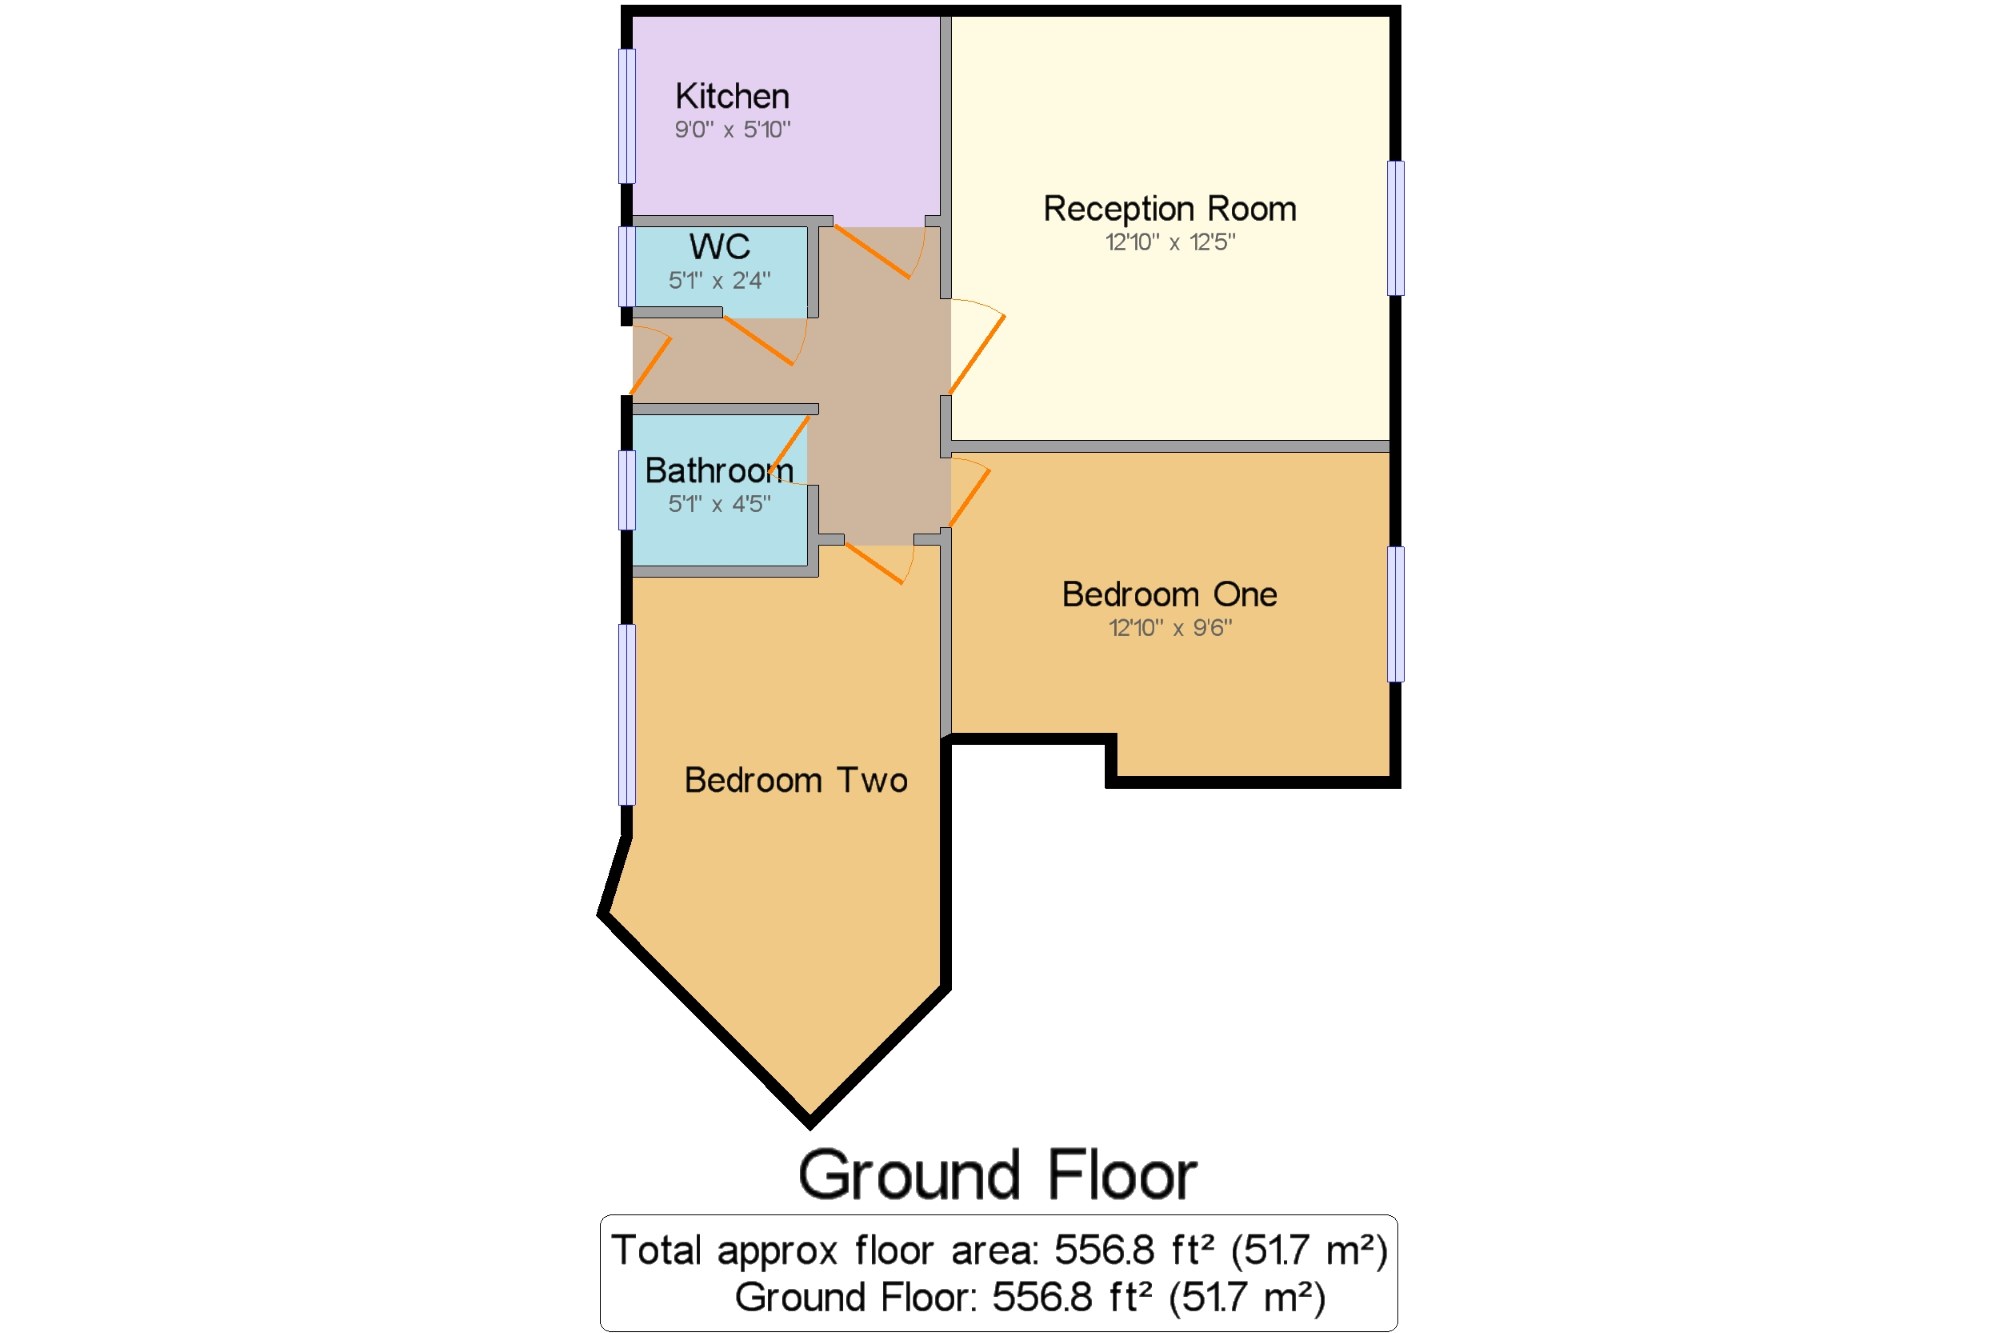 Kitchen
9'0" x 5'10"
Reception Room
12'10" x 12'5"
WC
5'1" x 2'4"
Bathroom
5'1" x 4'5"
Bedroom One
12'10" x 9'6"
Bedroom Two
Ground Floor
Total approx floor area: 556.8 ft² (51.7 m²)
Ground Floor: 556.8 ft² (51.7 m²)